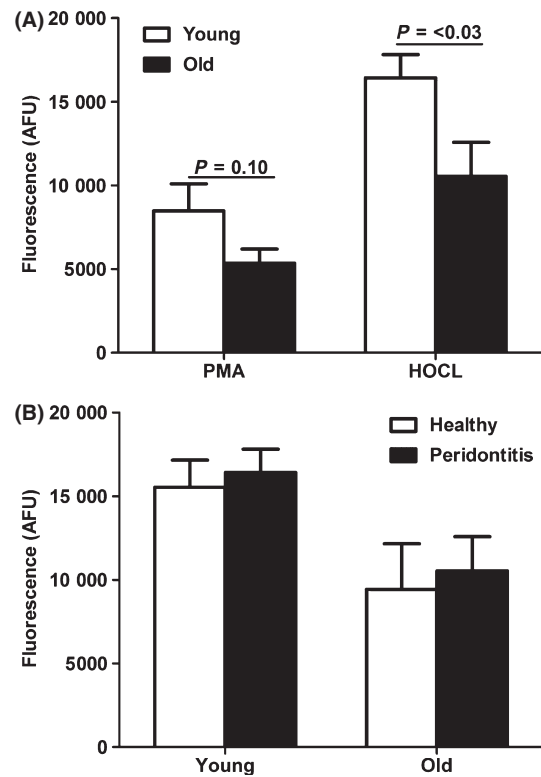 (A)
20 000
15 000
10 000
5000
0
Fluorescence (AFU)
Young
Old
P = 0.10
P = <0.03
PMA
HOCL
(B)
20 000
15 000
10 000
5000
0
Fluorescence (AFU)
Healthy
Peridontitis
Young
Old